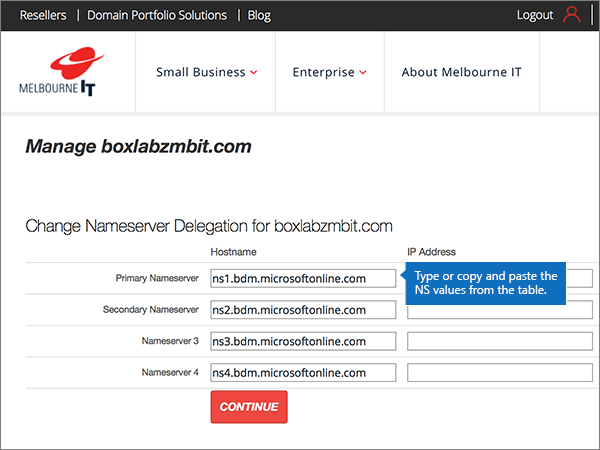 Resellers | Domain Portfolio Solutions | Blog Logout
MELBOURNE IT
Small Business Enterprise About Melbourne IT
Manage boxlabzmbit.com
Change Nameserver Delegation for boxlabzmbit.com
Hostname IP Address
Primary Nameserver ns1.bdm.microsoftonline.com
Type or copy and paste the
NS values from the table.
Secondary Nameserver ns2.bdm.microsoftonline.com
Nameserver 3 ns3.bdm.microsoftonline.com
Nameserver 4 ns4.bdm.microsoftonline.com
CONTINUE